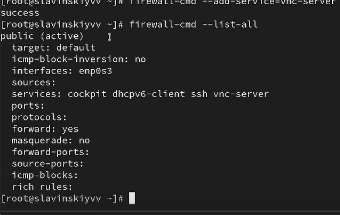 [root@slavinskiyvv ~]# firewall-cmd --add-service=vnc-server
success
[root@slavinskiyvv ~]# firewall-cmd --list-all
public (active)
  target: default
  icmp-block-inversion: no
  interfaces: enp0s3
  sources:
  services: cockpit dhcpv6-client ssh vnc-server
  ports:
  protocols:
  forward: yes
  masquerade: no
  forward-ports:
  source-ports:
  icmp-blocks:
  rich rules:
[root@slavinskiyvv ~]#